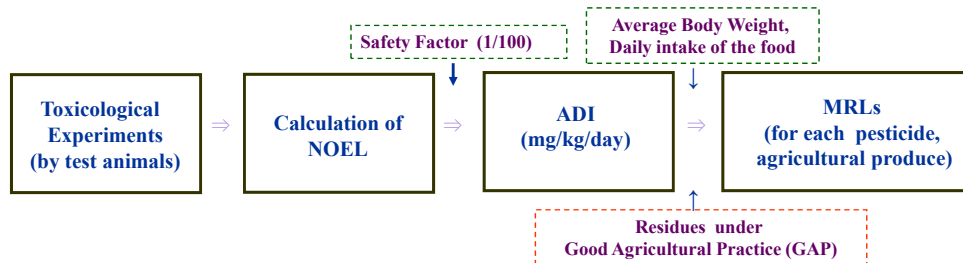 Safety Factor (1/100)
Average Body Weight,
Daily intake of the food
Toxicological
Experiments
(by test animals)
⇒
Calculation of
NOEL
⇒
ADI
(mg/kg/day)
⇒
MRLs
(for each pesticide,
agricultural produce)
Residues under
Good Agricultural Practice (GAP)